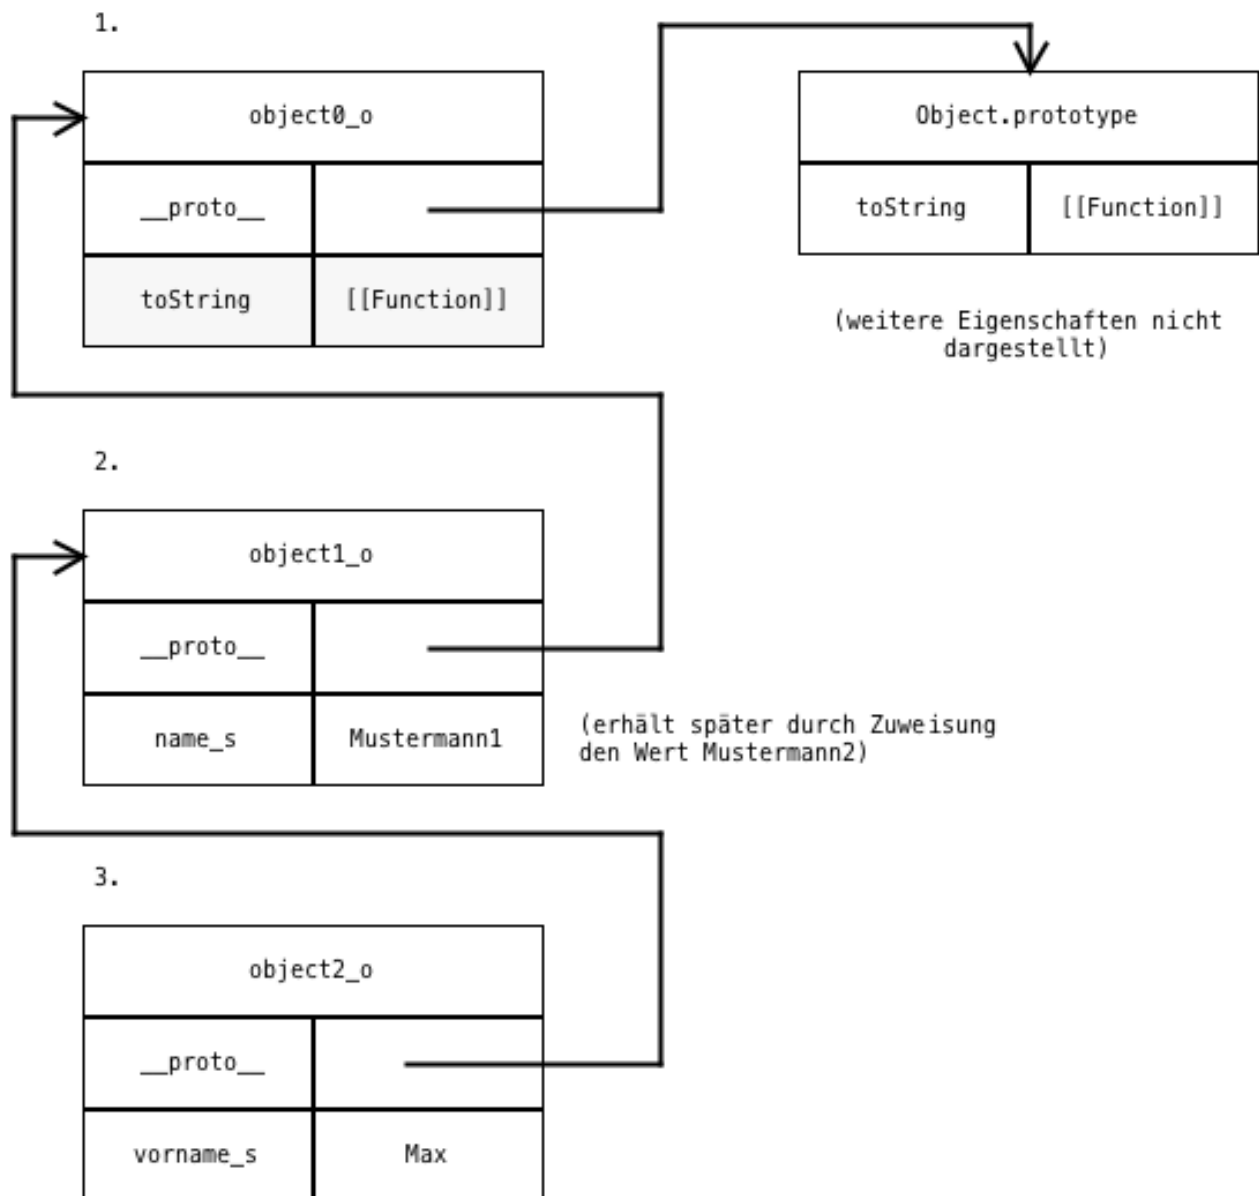 1.
object0_o
__proto__
toString [[Function]]
Object.prototype
toString [[Function]]
(weitere Eigenschaften nicht
dargestellt)
2.
object1_o
__proto__
name_s Mustermann1
(erhält später durch Zuweisung
den Wert Mustermann2)
3.
object2_o
__proto__
vorname_s Max